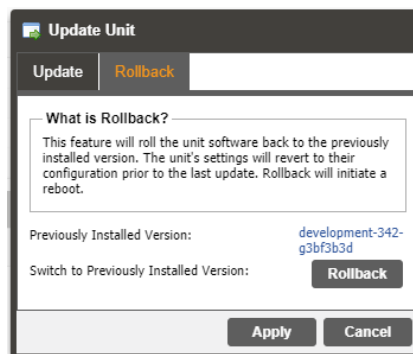 Update Unit
Update Rollback
What is Rollback?
This feature will roll the unit software back to the previously
installed version. The unit's settings will revert to their
configuration prior to the last update. Rollback will initiate a
reboot.
Previously Installed Version: development-342-
g3bf3b3d
Switch to Previously Installed Version: Rollback
Apply Cancel